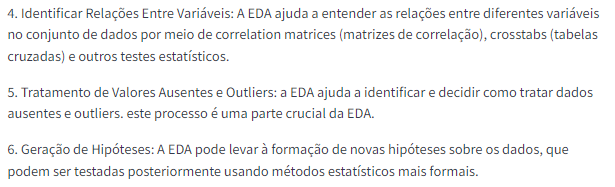 4. Identificar Relações Entre Variáveis: A EDA ajuda a entender as relações entre diferentes variáveis
no conjunto de dados por meio de correlation matrices (matrizes de correlação), crosstabs (tabelas
cruzadas) e outros testes estatísticos.
5. Tratamento de Valores Ausentes e Outliers: a EDA ajuda a identificar e decidir como tratar dados
ausentes e outliers. este processo é uma parte crucial da EDA.
6. Geração de Hipóteses: A EDA pode levar à formação de novas hipóteses sobre os dados, que
podem ser testadas posteriormente usando métodos estatísticos mais formais.